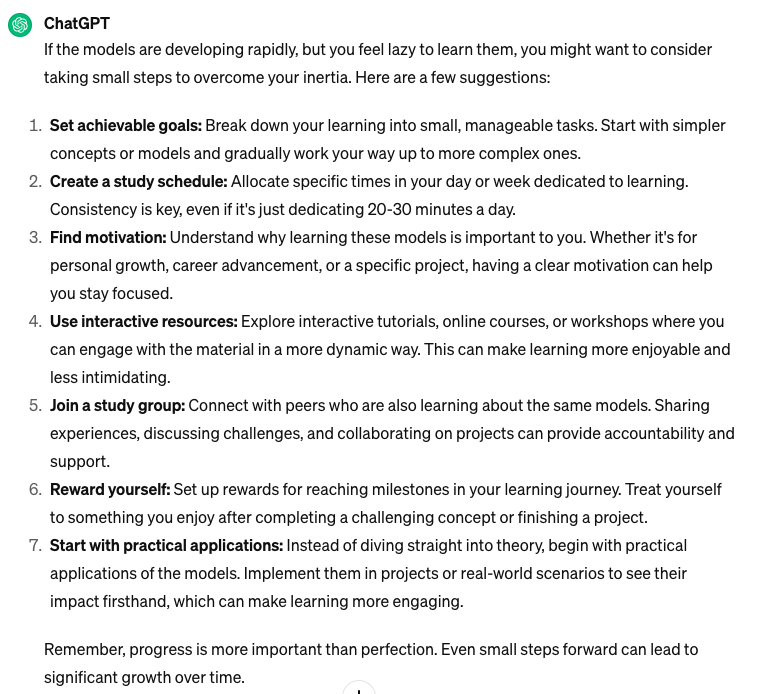 ChatGPT
If the models are developing rapidly, but you feel lazy to learn them, you might want to consider
taking small steps to overcome your inertia. Here are a few suggestions:
1. Set achievable goals: Break down your learning into small, manageable tasks. Start with simpler
concepts or models and gradually work your way up to more complex ones.
2. Create a study schedule: Allocate specific times in your day or week dedicated to learning.
Consistency is key, even if it's just dedicating 20-30 minutes a day.
3. Find motivation: Understand why learning these models is important to you. Whether it's for
personal growth, career advancement, or a specific project, having a clear motivation can help
you stay focused.
4. Use interactive resources: Explore interactive tutorials, online courses, or workshops where you
can engage with the material in a more dynamic way. This can make learning more enjoyable and
less intimidating.
5. Join a study group: Connect with peers who are also learning about the same models. Sharing
experiences, discussing challenges, and collaborating on projects can provide accountability and
support.
6. Reward yourself: Set up rewards for reaching milestones in your learning journey. Treat yourself
to something you enjoy after completing a challenging concept or finishing a project.
7. Start with practical applications: Instead of diving straight into theory, begin with practical
applications of the models. Implement them in projects or real-world scenarios to see their
impact firsthand, which can make learning more engaging.
Remember, progress is more important than perfection. Even small steps forward can lead to
significant growth over time.